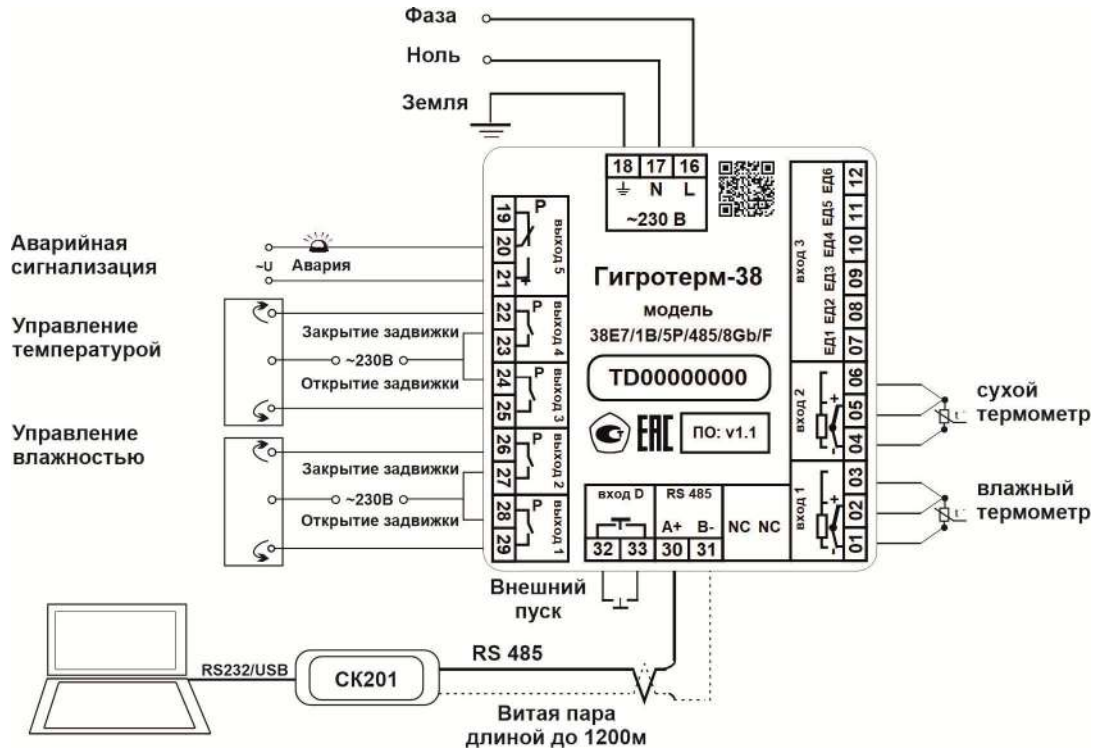 Фаза
Ноль
Земля
18 17 16
N L
~230 В
Аварийная
сигнализация
~U
Авария
Управление
температурой
Закрытие задвижки
~230В
Открытие задвижки
Управление
влажностью
Закрытие задвижки
~230В
Открытие задвижки
19 20 21
P
выход 5
22 23
P
выход 4
24 25
P
выход 3
26 27
P
выход 2
28 29
P
выход 1
Гигротерм-38
модель
38E7/1В/5Р/485/8Gb/F
TD00000000
ЕАС
ПО: v1.1
вход 3
ЕД1 ЕД2 ЕД3 ЕД4 ЕД5 ЕД6
07 08 09 10 11 12
вход 2
+
-
04 05 06
вход 1
+
-
01 02 03
сухой
термометр
t°
влажный
термометр
t°
вход D
RS 485
A+ B-
NC NC
32 33 30 31
Внешний
пуск
RS232/USB
СК201
RS 485
Витая пара
длиной до 1200м